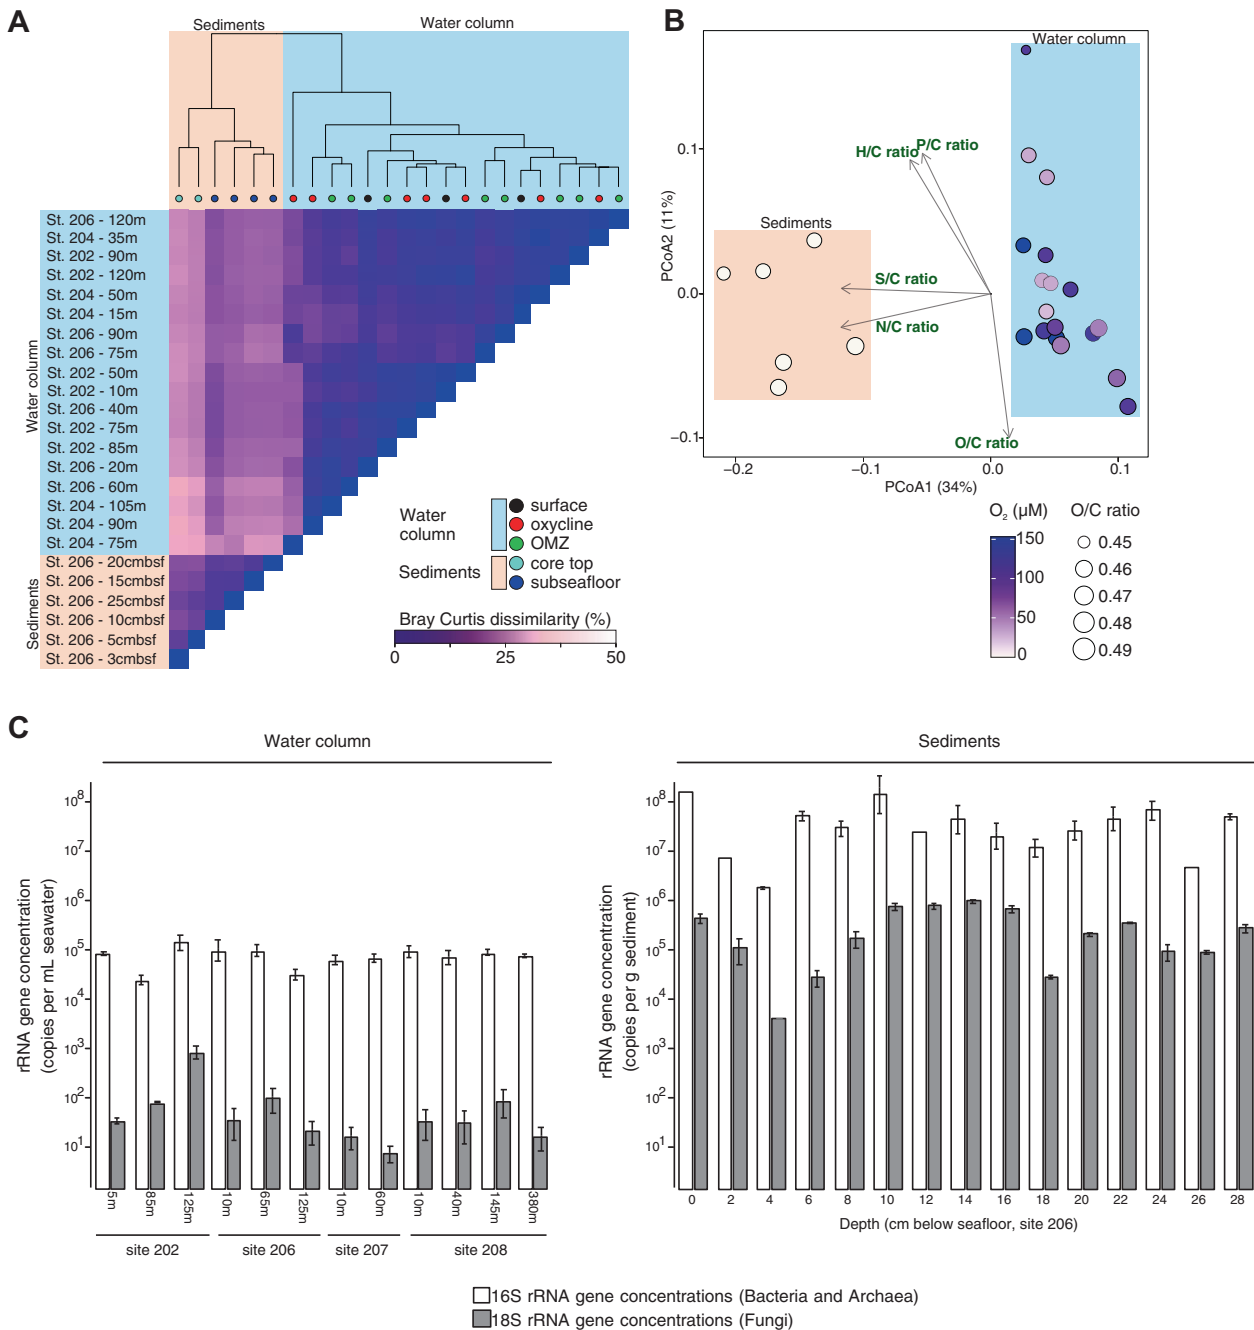 A
Sediments
Water column
St. 206 - 120m
St. 204 - 35m
St. 202 - 90m
St. 202 - 120m
St. 204 - 50m
St. 204 - 15m
St. 206 - 90m
St. 206 - 75m
St. 202 - 50m
St. 202 - 10m
St. 206 - 40m
St. 202 - 75m
St. 202 - 85m
St. 206 - 20m
St. 206 - 60m
St. 204 - 105m
St. 204 - 90m
St. 204 - 75m
St. 206 - 20cmbsf
St. 206 - 15cmbsf
St. 206 - 25cmbsf
St. 206 - 10cmbsf
St. 206 - 5cmbsf
St. 206 - 3cmbsf
Water column
Sediments
Water column
surface
oxycline
OMZ
Sediments
core top
subseafloor
Bray Curtis dissimilarity (%)
0 25 50
B
Water column
Sediments
H/C ratio
P/C ratio
S/C ratio
N/C ratio
O/C ratio
PCoA2 (11%)
0.1
0.0
−0.1
−0.2 −0.1 0.0 0.1
PCoA1 (34%)
O2 (µM)
150
100
50
0
O/C ratio
0.45
0.46
0.47
0.48
0.49
C
Water column
rRNA gene concentration
(copies per mL seawater)
10^8
10^7
10^6
10^5
10^4
10^3
10^2
10^1
5m 85m 125m 10m 65m 125m 10m 60m 10m 40m 145m 380m
site 202 site 206 site 207 site 208
Sediments
rRNA gene concentration
(copies per g sediment)
10^8
10^7
10^6
10^5
10^4
10^3
10^2
10^1
0 2 4 6 8 10 12 14 16 18 20 22 24 26 28
Depth (cm below seafloor, site 206)
16S rRNA gene concentrations (Bacteria and Archaea)
18S rRNA gene concentrations (Fungi)